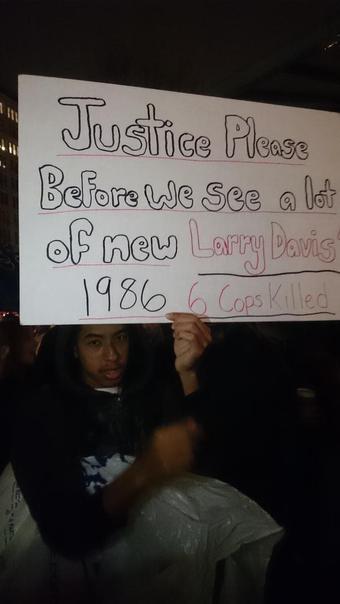 Justice Please
Before We see a lot
of new Larry Davis'
1986 6 Cops Killed